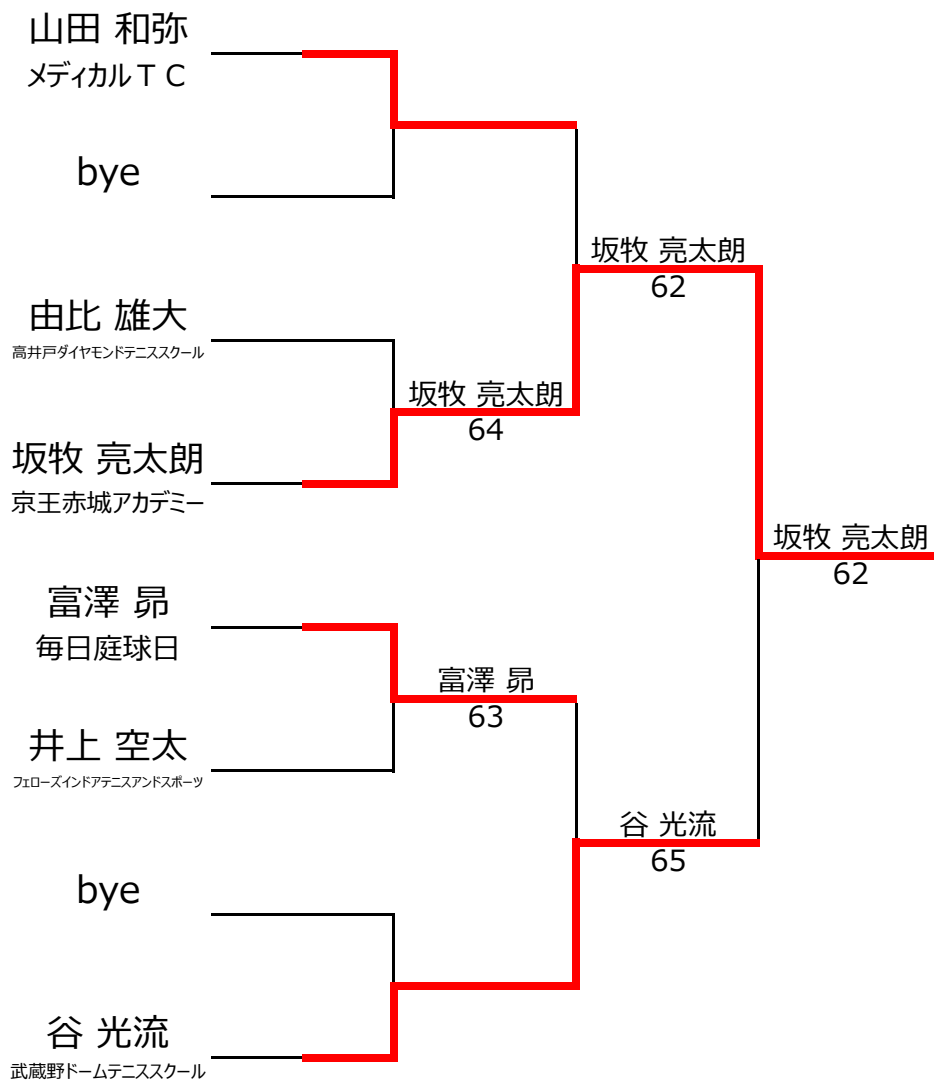 山田 和弥
メディカルＴＣ
bye
由比 雄大
高井戸ダイヤモンドテニススクール
坂牧 亮太朗
京王赤城アカデミー
富澤 昴
毎日庭球日
井上 空太
フェローズインドアテニスアンドスポーツ
bye
谷 光流
武蔵野ドームテニススクール
坂牧 亮太朗
64
富澤 昴
63
坂牧 亮太朗
62
谷 光流
65
坂牧 亮太朗
62